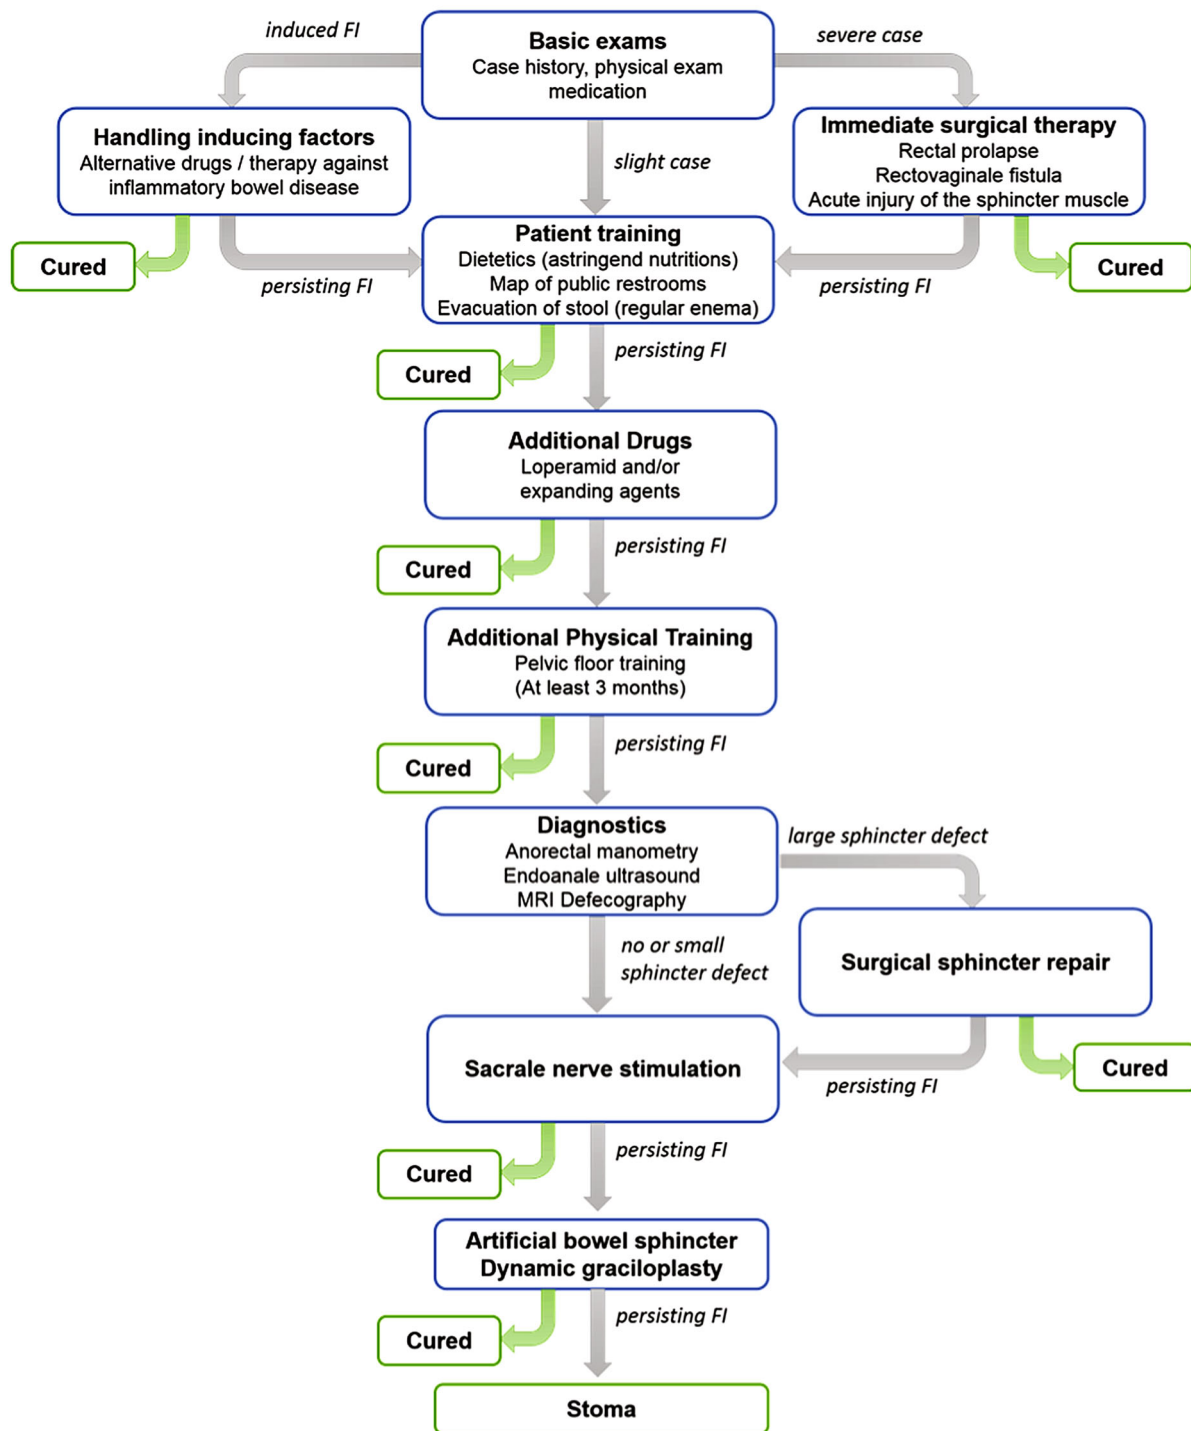 induced FI
Basic exams
Case history, physical exam
medication
severe case
Handling inducing factors
Alternative drugs / therapy against
inflammatory bowel disease
slight case
Immediate surgical therapy
Rectal prolapse
Rectovaginale fistula
Acute injury of the sphincter muscle
Cured
persisting FI
Patient training
Dietetics (astringend nutritions)
Map of public restrooms
Evacuation of stool (regular enema)
persisting FI
Cured
Cured
persisting FI
Additional Drugs
Loperamid and/or
expanding agents
Cured
persisting FI
Additional Physical Training
Pelvic floor training
(At least 3 months)
Cured
persisting FI
Diagnostics
Anorectal manometry
Endoanale ultrasound
MRI Defecography
large sphincter defect
no or small
sphincter defect
Surgical sphincter repair
Sacrale nerve stimulation
persisting FI
Cured
Cured
persisting FI
Artificial bowel sphincter
Dynamic graciloplasty
Cured
persisting FI
Stoma